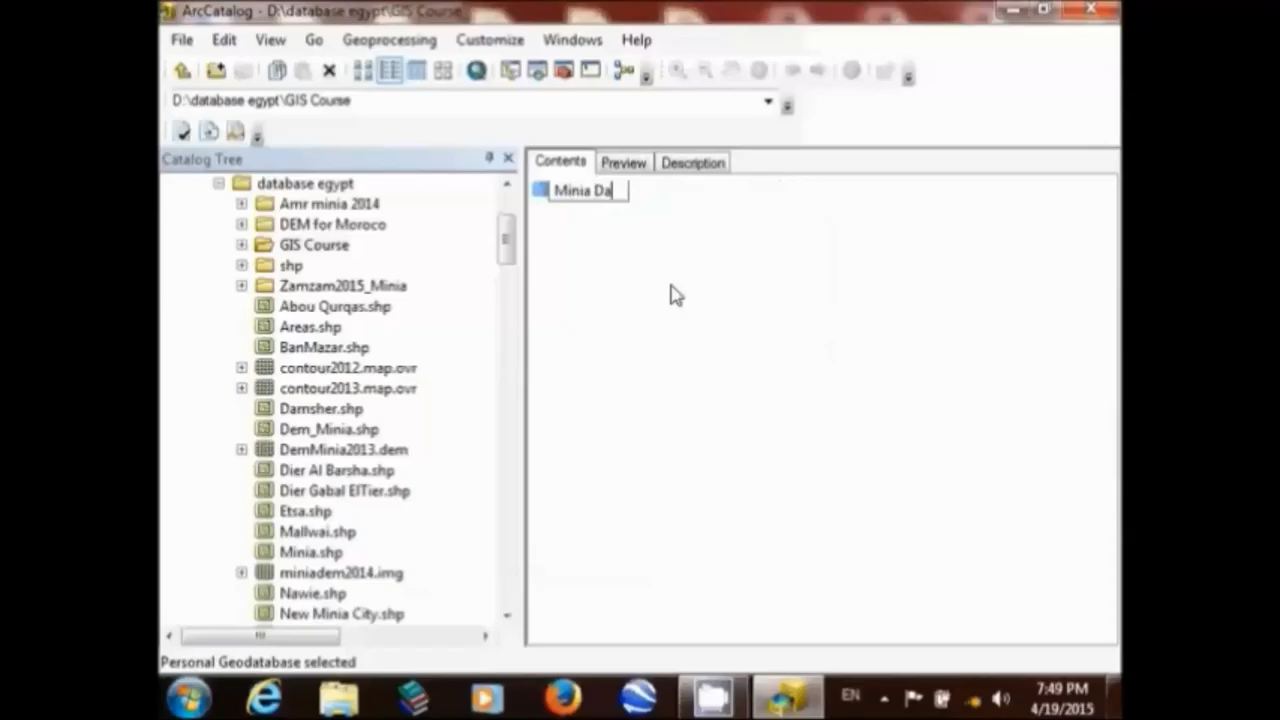 ArcCatalog - D:\database egypt\GIS Course
File Edit View Go Geoprocessing Customize Windows Help
D:\database egypt\GIS Course
Catalog Tree
database egypt
Amr minia 2014
DEM for Moroco
GIS Course
shp
Zamzam2015_Minia
Abou Qurqas.shp
Areas.shp
BanMazar.shp
contour2012.map.ovr
contour2013.map.ovr
Damsher.shp
Dem_Minia.shp
DemMinia2013.dem
Dier Al Barsha.shp
Dier Gabal ElTier.shp
Etsa.shp
Mallwai.shp
Minia.shp
miniadem2014.img
Nawie.shp
New Minia City.shp
Contents Preview Description
Minia Da
Personal Geodatabase selected
EN
7:49 PM
4/19/2015